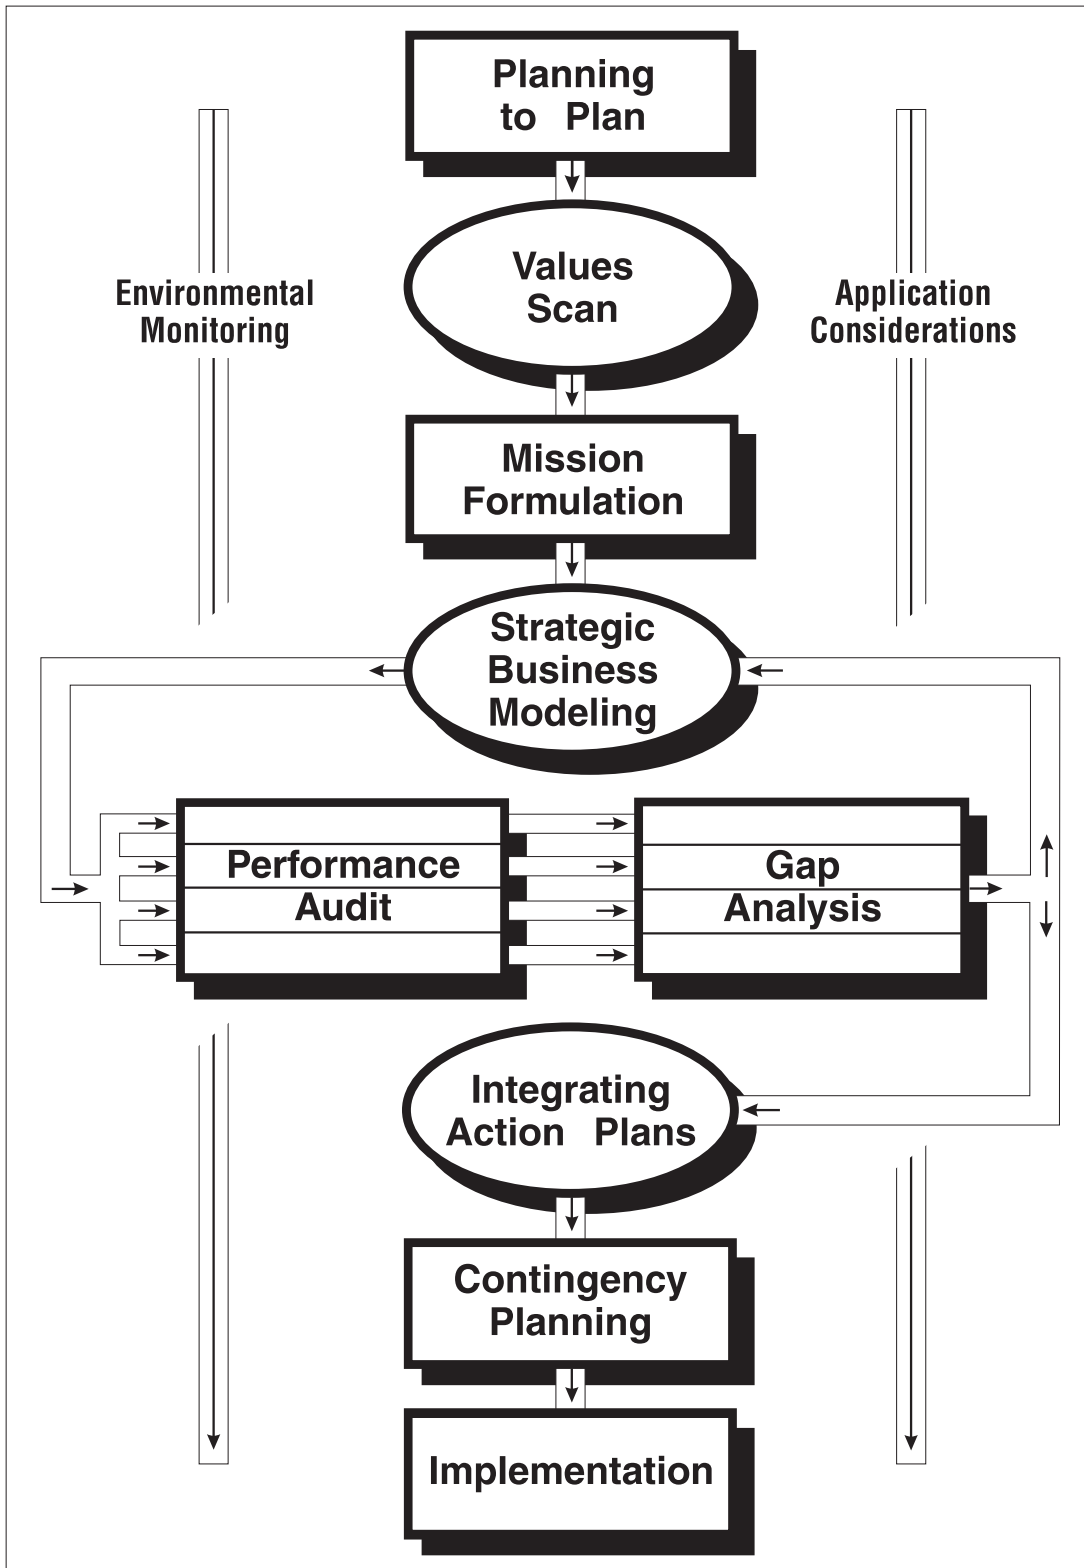 Planning
to Plan
Values
Scan
Environmental
Monitoring
Application
Considerations
Mission
Formulation
Strategic
Business
Modeling
Performance
Audit
Gap
Analysis
Integrating
Action Plans
Contingency
Planning
Implementation